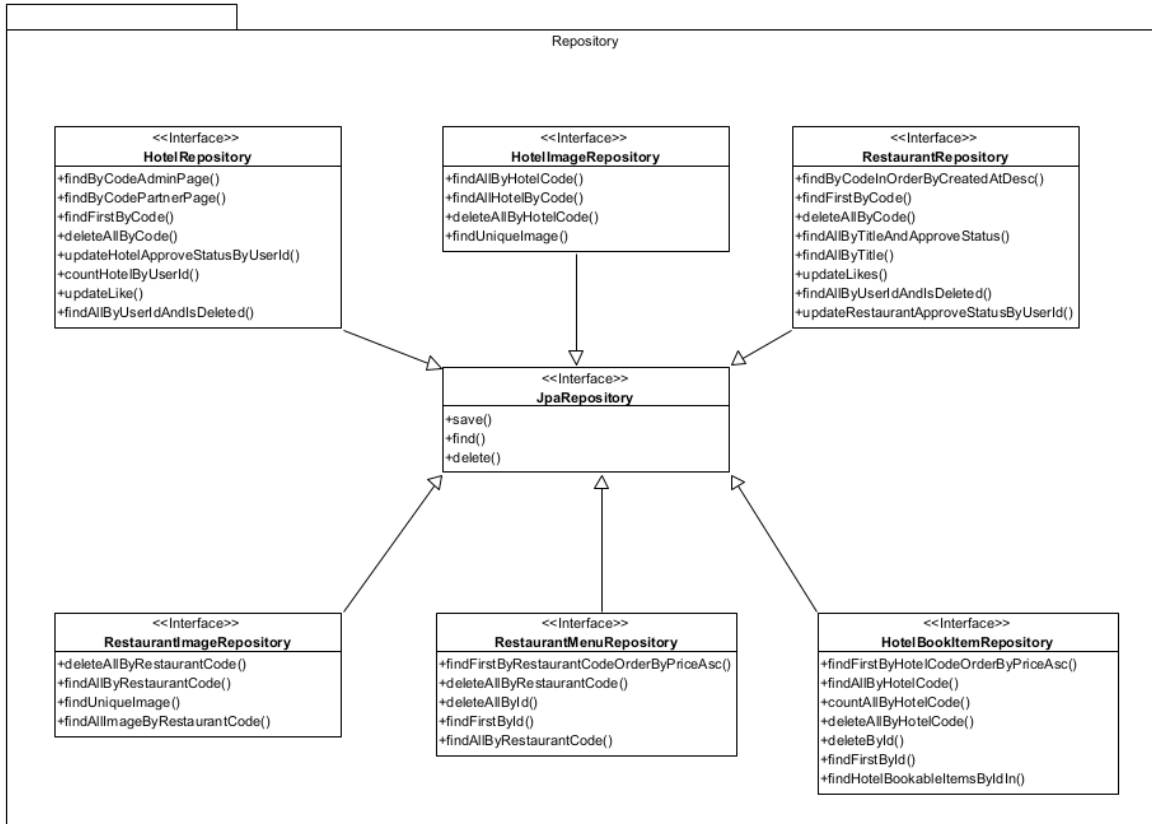 Repository
<<Interface>>
HotelRepository
+findByCodeAdminPage()
+findByCodePartnerPage()
+findFirstByCode()
+deleteAllByCode()
+updateHotelApproveStatusByUserId()
+countHotelByUserId()
+updateLike()
+findAllByUserIdAndIsDeleted()
<<Interface>>
HotelImageRepository
+findAllByHotelCode()
+findAllHotelByCode()
+deleteAllByHotelCode()
+findUniqueImage()
<<Interface>>
RestaurantRepository
+findByCodeInOrderByCreatedAtDesc()
+findFirstByCode()
+deleteAllByCode()
+findAllByTitleAndApproveStatus()
+findAllByTitle()
+updateLikes()
+findAllByUserIdAndIsDeleted()
+updateRestaurantApproveStatusByUserId()
<<Interface>>
JpaRepository
+save()
+find()
+delete()
<<Interface>>
RestaurantImageRepository
+deleteAllByRestaurantCode()
+findAllByRestaurantCode()
+findUniqueImage()
+findAllImageByRestaurantCode()
<<Interface>>
RestaurantMenuRepository
+findFirstByRestaurantCodeOrderByPriceAsc()
+deleteAllByRestaurantCode()
+deleteAllById()
+findFirstById()
+findAllByRestaurantCode()
<<Interface>>
HotelBookItemRepository
+findFirstByHotelCodeOrderByPriceAsc()
+findAllByHotelCode()
+countAllByHotelCode()
+deleteAllByHotelCode()
+deleteById()
+findFirstById()
+findHotelBookableItemsByIdIn()